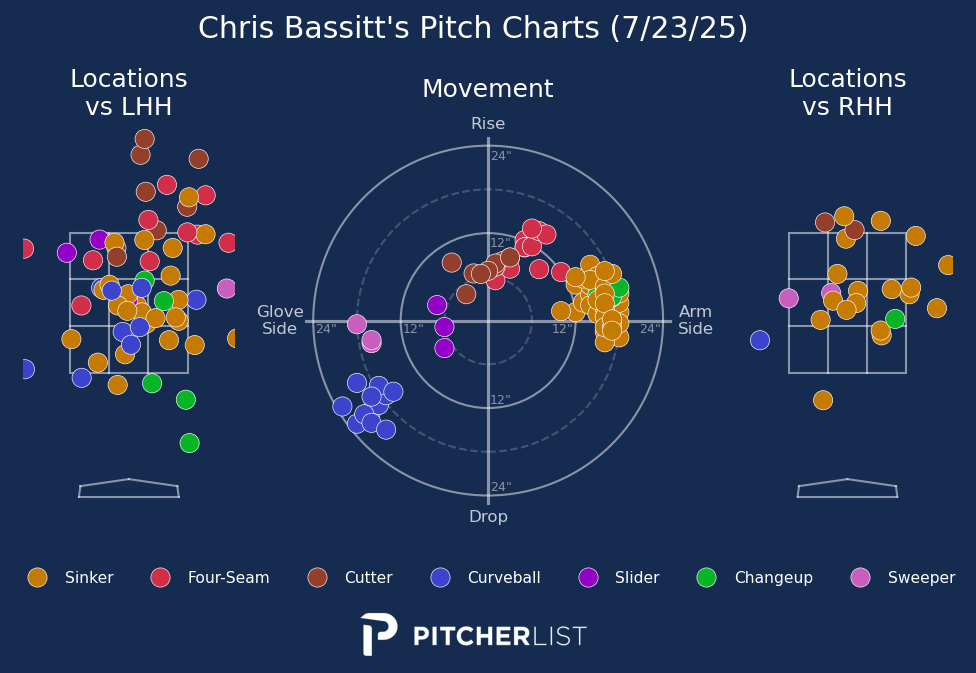 Chris Bassitt's Pitch Charts (7/23/25)
Locations
vs LHH
Movement
Locations
vs RHH
Rise
24"
12"
Glove
Side
24"
12"
12"
24"
Arm
Side
12"
24"
Drop
Sinker
Four-Seam
Cutter
Curveball
Slider
Changeup
Sweeper
PITCHERLIST